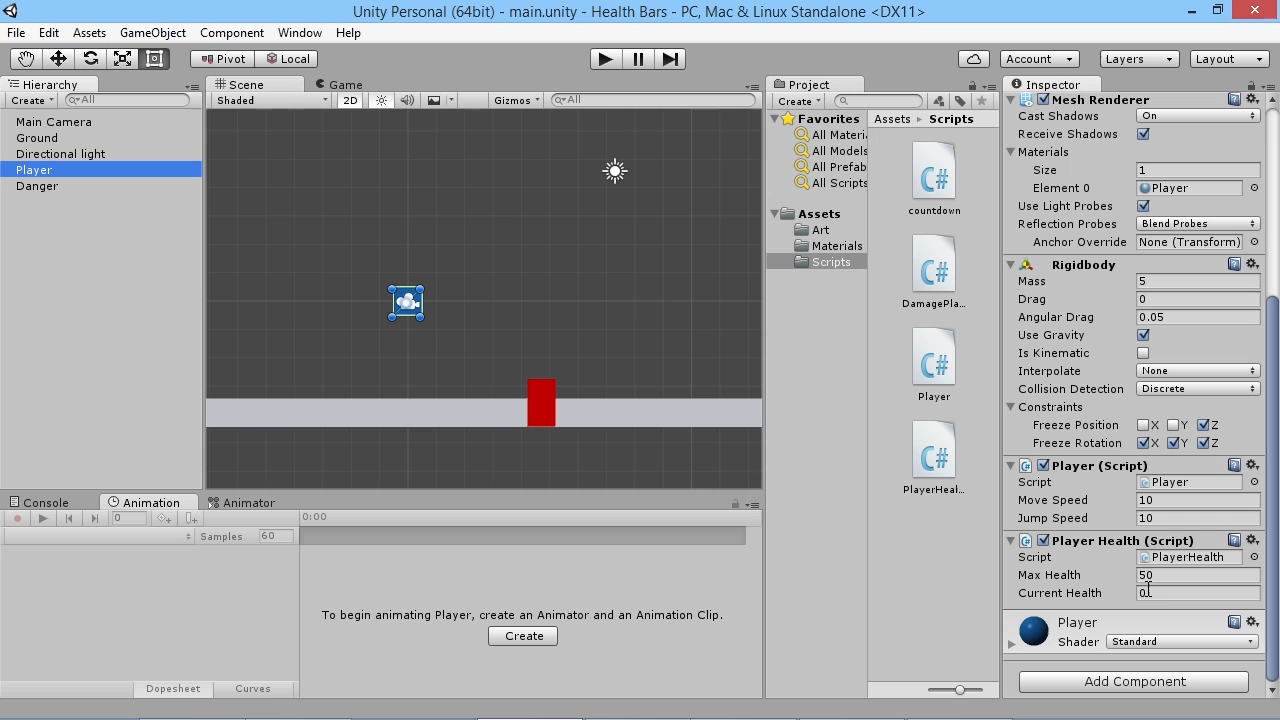 Unity Personal (64bit) - main.unity - Health Bars - PC, Mac & Linux Standalone <DX11>
File Edit Assets GameObject Component Window Help
Pivot Local Account Layers Layout
Hierarchy
Create All
Main Camera
Ground
Directional light
Player
Danger
Scene Game
Shaded 2D Gizmos All
Console Animation Animator
0 0:00
Samples 60
To begin animating Player, create an Animator and an Animation Clip.
Create
Dopesheet Curves
Project
Create
Favorites
All Materi
All Models
All Prefab
All Scripts
Assets
Art
Materials
Scripts
Assets Scripts
C#
countdown
C#
DamagePla...
C#
Player
C#
PlayerHeal...
Inspector
Mesh Renderer
Cast Shadows On
Receive Shadows
Materials
Size 1
Element 0 Player
Use Light Probes
Reflection Probes Blend Probes
Anchor Override None (Transform)
Rigidbody
Mass 5
Drag 0
Angular Drag 0.05
Use Gravity
Is Kinematic
Interpolate None
Collision Detection Discrete
Constraints
Freeze Position X Y Z
Freeze Rotation X Y Z
Player (Script)
Script Player
Move Speed 10
Jump Speed 10
Player Health (Script)
Script PlayerHealth
Max Health 50
Current Health 0
Player
Shader Standard
Add Component